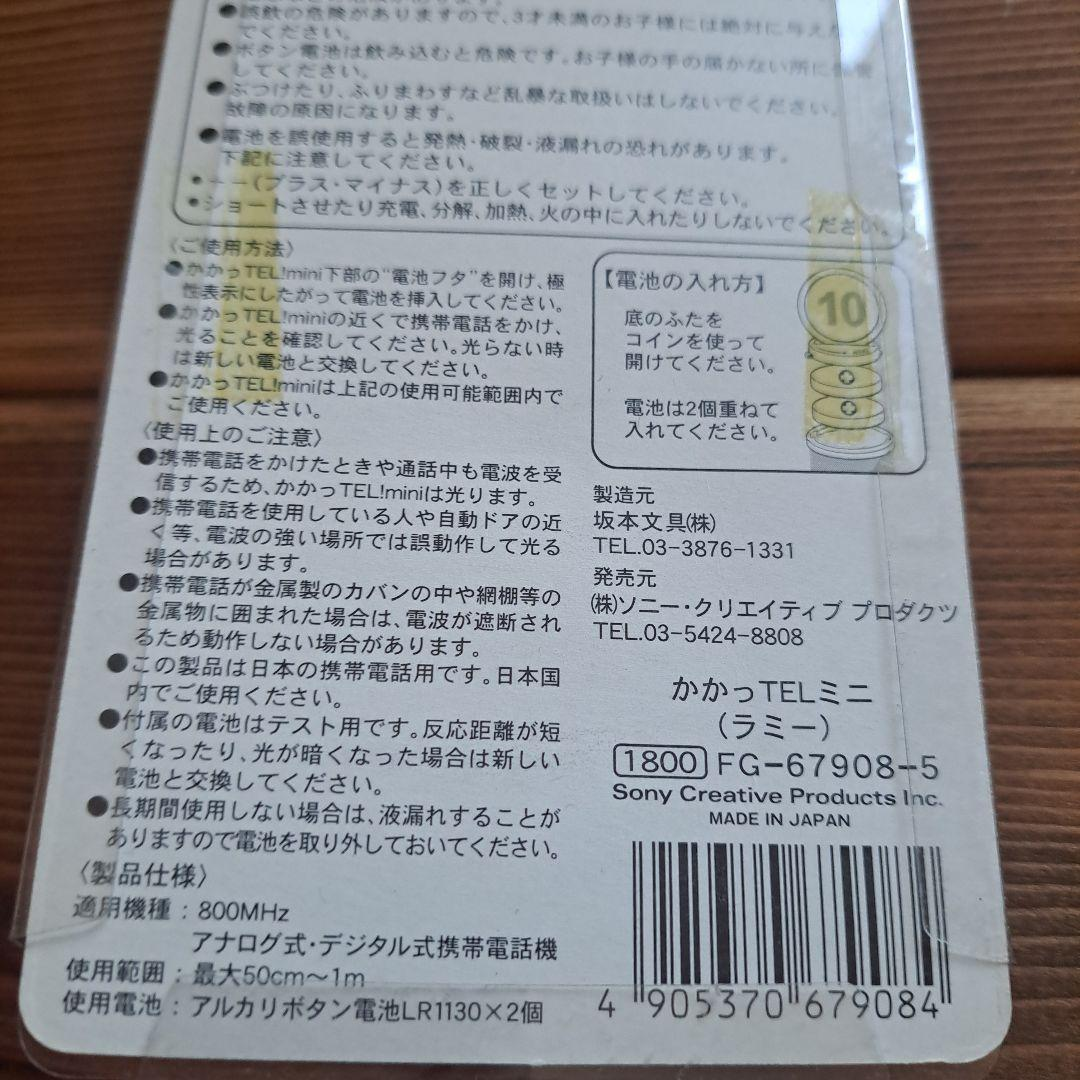 ●誤飲の危険がありますので、3才未満のお子様には絶対に与え
てください。
●ボタン電池は飲み込むと危険です。お子様の手の届かない所に
してください。
●ぶつけたり、ふりまわすなど乱暴な取扱いはしないでください。
故障の原因になります。
●電池を誤使用すると発熱・破裂・液漏れの恐れがあります。
下記に注意してください。
(プラス・マイナス)を正しくセットしてください。
•ショートさせたり充電、分解、加熱、火の中に入れたりしないでください。
〈ご使用方法〉
●かかっTEL!mini下部の"電池フタ"を開け、極
性表示にしたがって電池を挿入してください。
●かかっTEL!miniの近くで携帯電話をかけ、
光ることを確認してください。光らない時
は新しい電池と交換してください。
●かかっTEL!miniは上記の使用可能範囲内で
ご使用ください。
〈使用上のご注意〉
●携帯電話をかけたときや通話中も電波を受
信するため、かかっTEL!miniは光ります。
●携帯電話を使用している人や自動ドアの近
く等、電波の強い場所では誤動作して光る
場合があります。
●携帯電話が金属製のカバンの中や網棚等の
金属物に囲まれた場合は、電波が遮断され
るため動作しない場合があります。
●この製品は日本の携帯電話用です。日本国
内でご使用ください。
●付属の電池はテスト用です。反応距離が短
くなったり、光が暗くなった場合は新しい
電池と交換してください。
●長期間使用しない場合は、液漏れすることが
ありますので電池を取り外しておいてください。
〈製品仕様〉
適用機種：800MHz
アナログ式・デジタル式携帯電話機
使用範囲：最大50cm〜1m
使用電池：アルカリボタン電池LR1130×2個
【電池の入れ方】
底のふたを
コインを使って
開けてください。
電池は2個重ねて
入れてください。
10
製造元
坂本文具㈱
TEL.03-3876-1331
発売元
㈱ソニー・クリエイティブ プロダクツ
TEL.03-5424-8808
かかっTELミニ
(ラミー)
1800 FG-67908-5
Sony Creative Products Inc.
MADE IN JAPAN
4 905370 679084